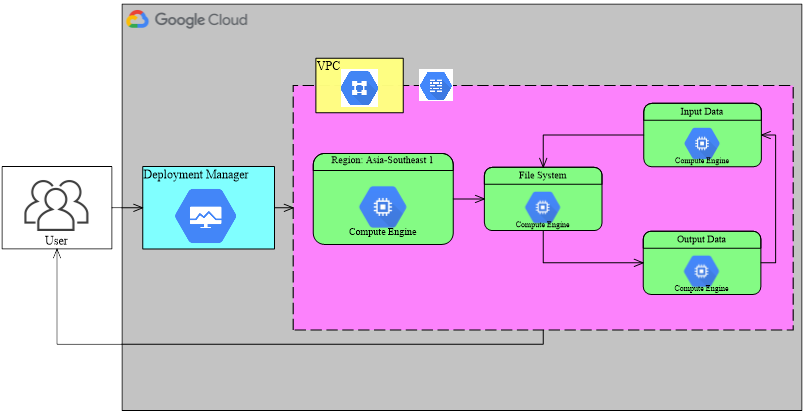 Google Cloud
VPC
Input Data
Compute Engine
Region: Asia-Southeast 1
Compute Engine
File System
Compute Engine
Deployment Manager
User
Output Data
Compute Engine